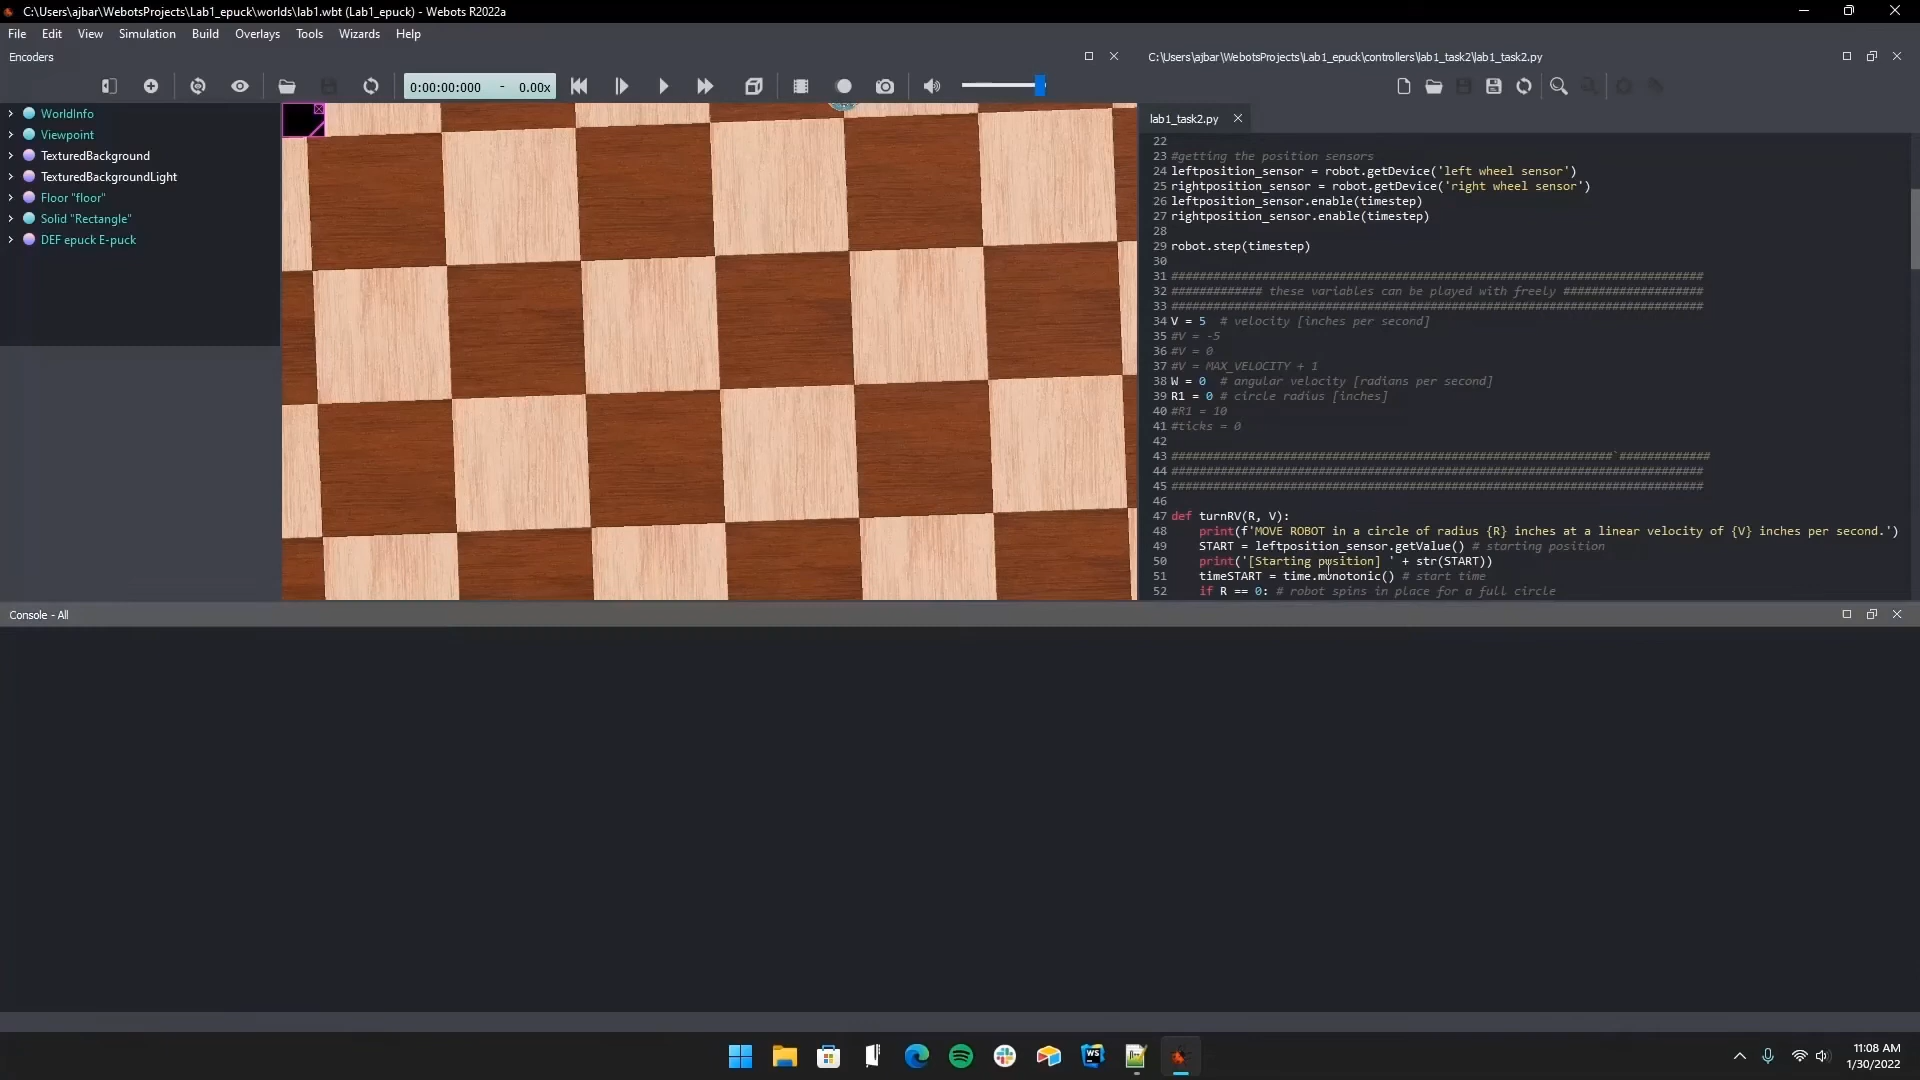 C:\Users\ajbar\WebotsProjects\Lab1_epuck\worlds\lab1.wbt (Lab1_epuck) - Webots R2022a
File Edit View Simulation Build Overlays Tools Wizards Help
Encoders
C:\Users\ajbar\WebotsProjects\Lab1_epuck\controllers\lab1_task2\lab1_task2.py
0:00:00:000 - 0.00x
WorldInfo
Viewpoint
TexturedBackground
TexturedBackgroundLight
Floor "floor"
Solid "Rectangle"
DEF epuck E-puck
lab1_task2.py
22
23 #getting the position sensors
24 leftposition_sensor = robot.getDevice('left wheel sensor')
25 rightposition_sensor = robot.getDevice('right wheel sensor')
26 leftposition_sensor.enable(timestep)
27 rightposition_sensor.enable(timestep)
28
29 robot.step(timestep)
30
31 ############################################################################
32 ############# these variables can be played with freely ####################
33 ############################################################################
34 V = 5  # velocity [inches per second]
35 #V = -5
36 #V = 0
37 #V = MAX_VELOCITY + 1
38 W = 0  # angular velocity [radians per second]
39 R1 = 0 # circle radius [inches]
40 #R1 = 10
41 #ticks = 0
42
43 ###############################################################`#############
44 ############################################################################
45 ############################################################################
46
47 def turnRV(R, V):
48     print(f'MOVE ROBOT in a circle of radius {R} inches at a linear velocity of {V} inches per second.')
49     START = leftposition_sensor.getValue() # starting position
50     print('[Starting position] ' + str(START))
51     timeSTART = time.monotonic() # start time
52     if R == 0: # robot spins in place for a full circle
Console - All
WS
11:08 AM
1/30/2022